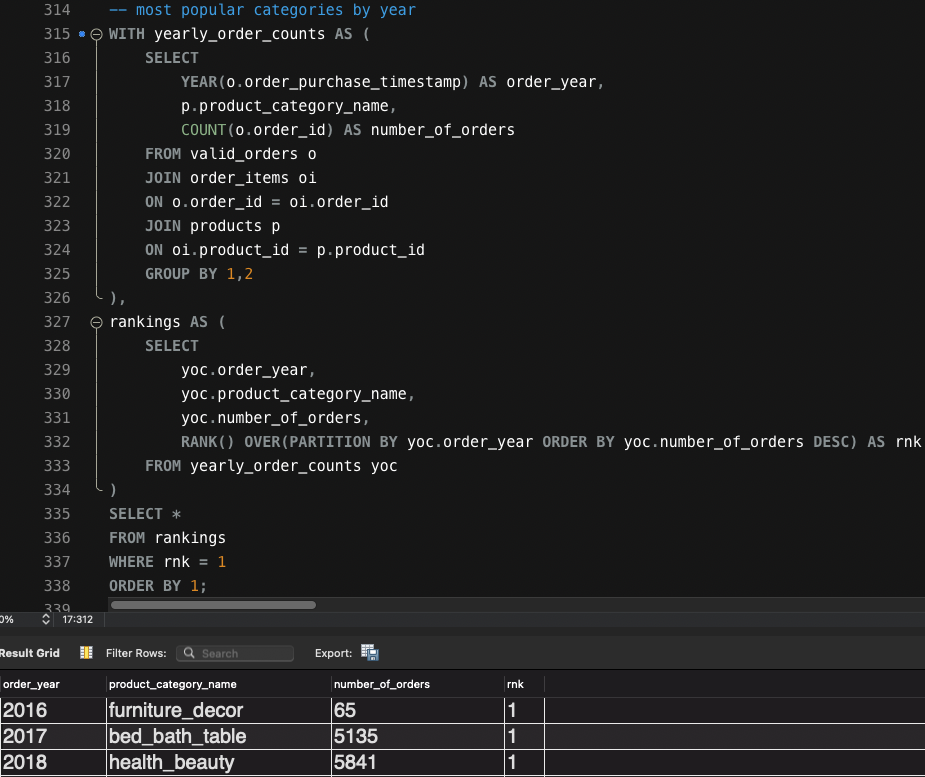 314 -- most popular categories by year
315 WITH yearly_order_counts AS (
316 SELECT
317 YEAR(o.order_purchase_timestamp) AS order_year,
318 p.product_category_name,
319 COUNT(o.order_id) AS number_of_orders
320 FROM valid_orders o
321 JOIN order_items oi
322 ON o.order_id = oi.order_id
323 JOIN products p
324 ON oi.product_id = p.product_id
325 GROUP BY 1,2
326 ),
327 rankings AS (
328 SELECT
329 yoc.order_year,
330 yoc.product_category_name,
331 yoc.number_of_orders,
332 RANK() OVER(PARTITION BY yoc.order_year ORDER BY yoc.number_of_orders DESC) AS rnk
333 FROM yearly_order_counts yoc
334 )
335 SELECT *
336 FROM rankings
337 WHERE rnk = 1
338 ORDER BY 1;
339
0% 17:312
Result Grid Filter Rows: Search Export:
order_year product_category_name number_of_orders rnk
2016 furniture_decor 65 1
2017 bed_bath_table 5135 1
2018 health_beauty 5841 1